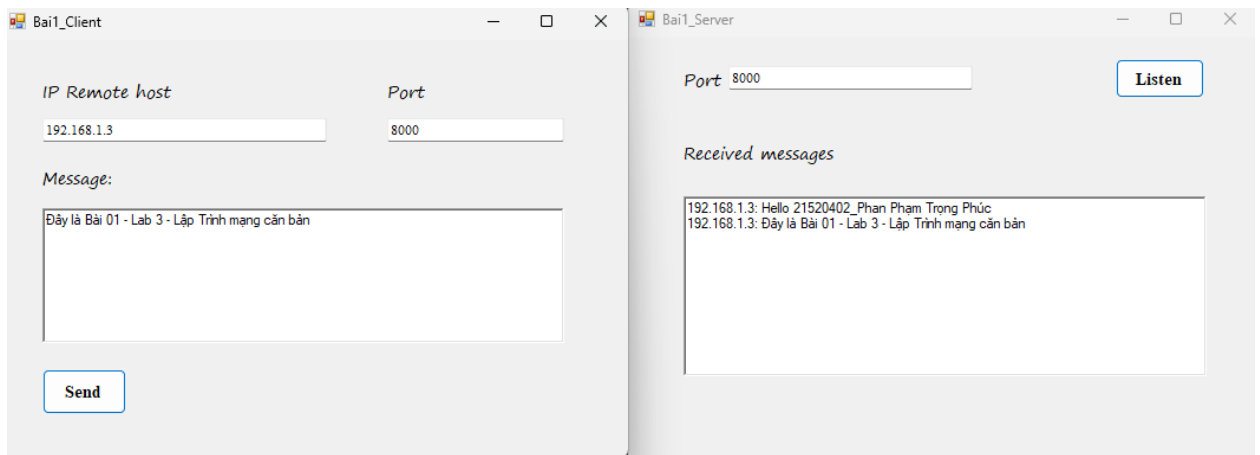 Bai1_Client
IP Remote host Port
192.168.1.3 8000
Message:
Đây là Bài 01 - Lab 3 - Lập Trình mạng căn bản
Send
Bai1_Server
Port 8000 Listen
Received messages
192.168.1.3: Hello 21520402_Phan Phạm Trọng Phúc
192.168.1.3: Đây là Bài 01 - Lab 3 - Lập Trình mạng căn bản